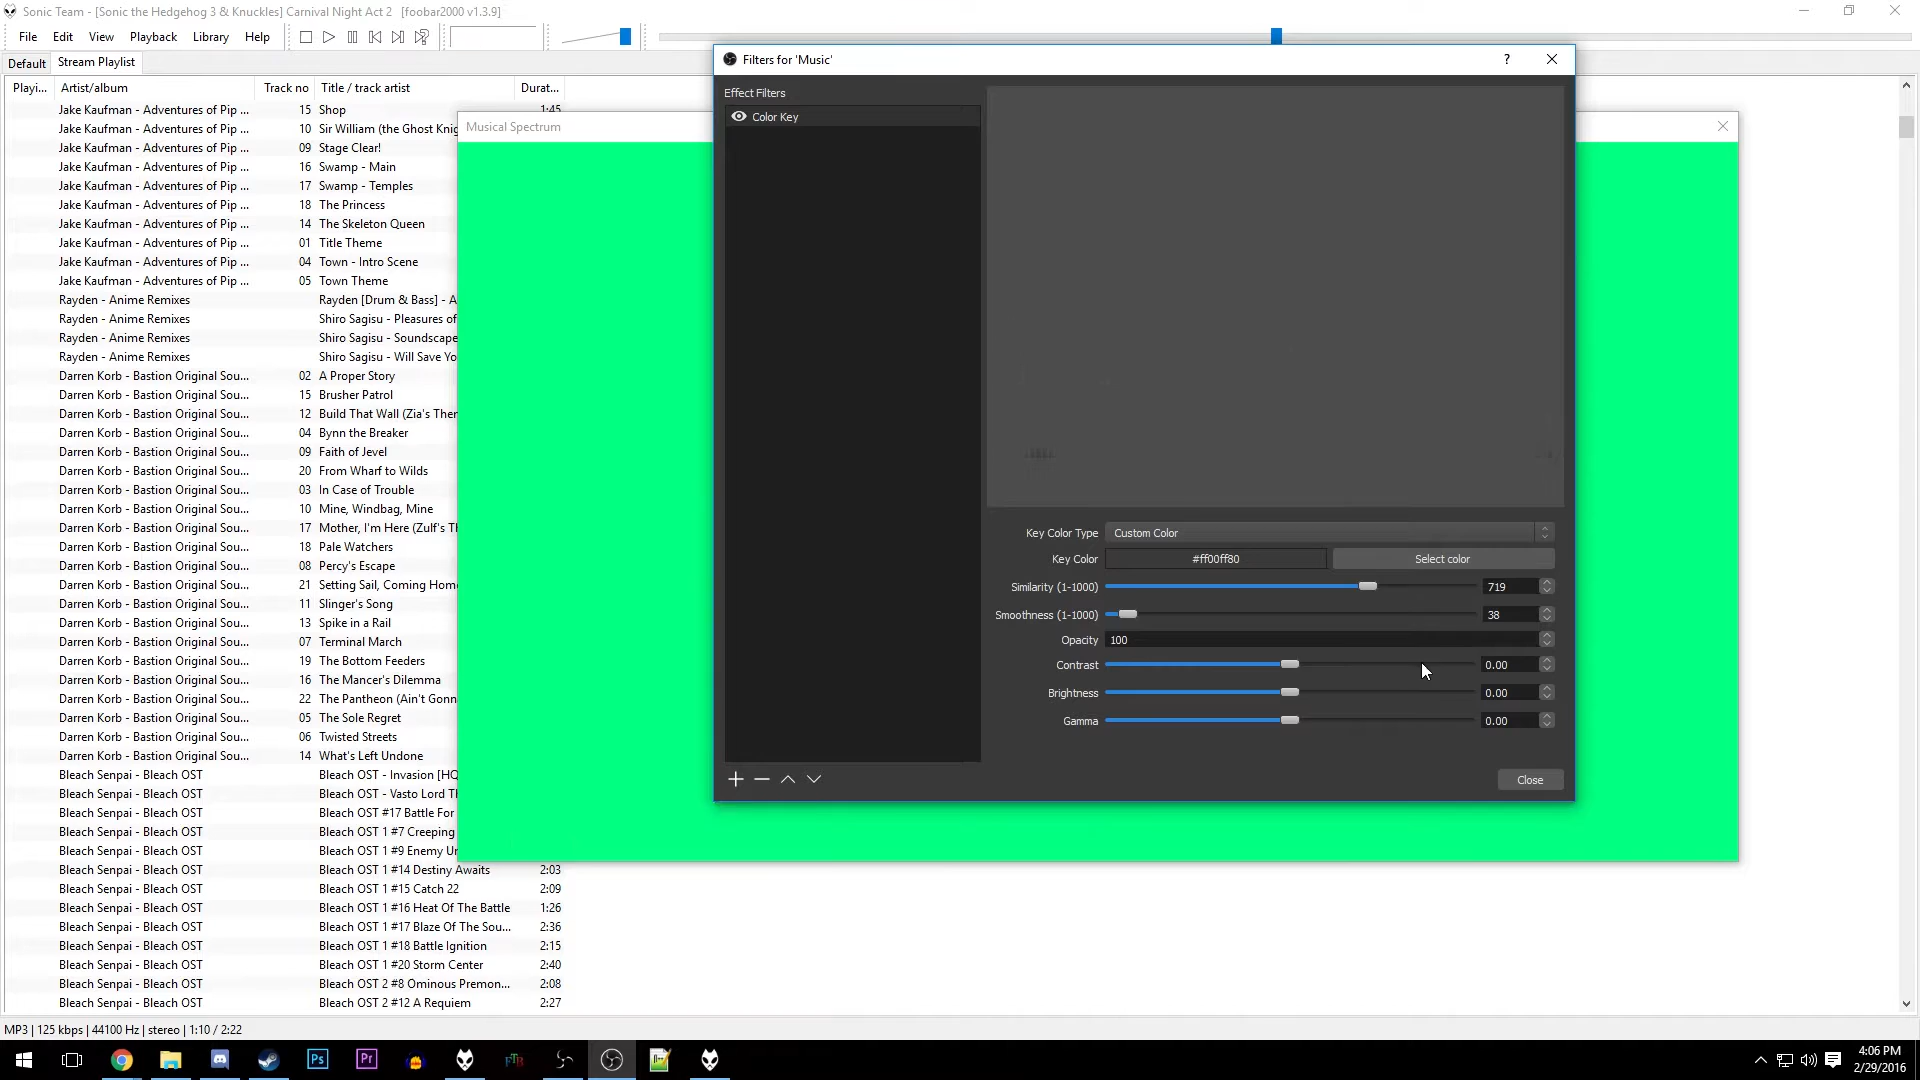 Sonic Team - [Sonic the Hedgehog 3 & Knuckles] Carnival Night Act 2   [foobar2000 v1.3.9]
File Edit View Playback Library Help
Default Stream Playlist
Playi... Artist/album Track no Title / track artist Durat...
Jake Kaufman - Adventures of Pip ... 15 Shop 1:45
Jake Kaufman - Adventures of Pip ... 10 Sir William (the Ghost Knig
Jake Kaufman - Adventures of Pip ... 09 Stage Clear!
Jake Kaufman - Adventures of Pip ... 16 Swamp - Main
Jake Kaufman - Adventures of Pip ... 17 Swamp - Temples
Jake Kaufman - Adventures of Pip ... 18 The Princess
Jake Kaufman - Adventures of Pip ... 14 The Skeleton Queen
Jake Kaufman - Adventures of Pip ... 01 Title Theme
Jake Kaufman - Adventures of Pip ... 04 Town - Intro Scene
Jake Kaufman - Adventures of Pip ... 05 Town Theme
Rayden - Anime Remixes Rayden [Drum & Bass] - A
Rayden - Anime Remixes Shiro Sagisu - Pleasures of
Rayden - Anime Remixes Shiro Sagisu - Soundscape
Rayden - Anime Remixes Shiro Sagisu - Will Save Yo
Darren Korb - Bastion Original Sou... 02 A Proper Story
Darren Korb - Bastion Original Sou... 15 Brusher Patrol
Darren Korb - Bastion Original Sou... 12 Build That Wall (Zia's Ther
Darren Korb - Bastion Original Sou... 04 Bynn the Breaker
Darren Korb - Bastion Original Sou... 09 Faith of Jevel
Darren Korb - Bastion Original Sou... 20 From Wharf to Wilds
Darren Korb - Bastion Original Sou... 03 In Case of Trouble
Darren Korb - Bastion Original Sou... 10 Mine, Windbag, Mine
Darren Korb - Bastion Original Sou... 17 Mother, I'm Here (Zulf's Th
Darren Korb - Bastion Original Sou... 18 Pale Watchers
Darren Korb - Bastion Original Sou... 08 Percy's Escape
Darren Korb - Bastion Original Sou... 21 Setting Sail, Coming Home
Darren Korb - Bastion Original Sou... 11 Slinger's Song
Darren Korb - Bastion Original Sou... 13 Spike in a Rail
Darren Korb - Bastion Original Sou... 07 Terminal March
Darren Korb - Bastion Original Sou... 19 The Bottom Feeders
Darren Korb - Bastion Original Sou... 16 The Mancer's Dilemma
Darren Korb - Bastion Original Sou... 22 The Pantheon (Ain't Gonn
Darren Korb - Bastion Original Sou... 05 The Sole Regret
Darren Korb - Bastion Original Sou... 06 Twisted Streets
Darren Korb - Bastion Original Sou... 14 What's Left Undone
Bleach Senpai - Bleach OST Bleach OST - Invasion [HQ
Bleach Senpai - Bleach OST Bleach OST - Vasto Lord Th
Bleach Senpai - Bleach OST Bleach OST #17 Battle For
Bleach Senpai - Bleach OST Bleach OST 1 #7 Creeping
Bleach Senpai - Bleach OST Bleach OST 1 #9 Enemy Un
Bleach Senpai - Bleach OST Bleach OST 1 #14 Destiny Awaits 2:03
Bleach Senpai - Bleach OST Bleach OST 1 #15 Catch 22 2:09
Bleach Senpai - Bleach OST Bleach OST 1 #16 Heat Of The Battle 1:26
Bleach Senpai - Bleach OST Bleach OST 1 #17 Blaze Of The Sou... 2:36
Bleach Senpai - Bleach OST Bleach OST 1 #18 Battle Ignition 2:15
Bleach Senpai - Bleach OST Bleach OST 1 #20 Storm Center 2:40
Bleach Senpai - Bleach OST Bleach OST 2 #8 Ominous Premon... 2:08
Bleach Senpai - Bleach OST Bleach OST 2 #12 A Requiem 2:27
Musical Spectrum
Filters for 'Music' ?
Effect Filters
Color Key
Key Color Type Custom Color
Key Color #ff00ff80 Select color
Similarity (1-1000) 719
Smoothness (1-1000) 38
Opacity 100
Contrast 0.00
Brightness 0.00
Gamma 0.00
Close
MP3 | 125 kbps | 44100 Hz | stereo | 1:10 / 2:22
Ps Pr FTB
4:06 PM
2/29/2016